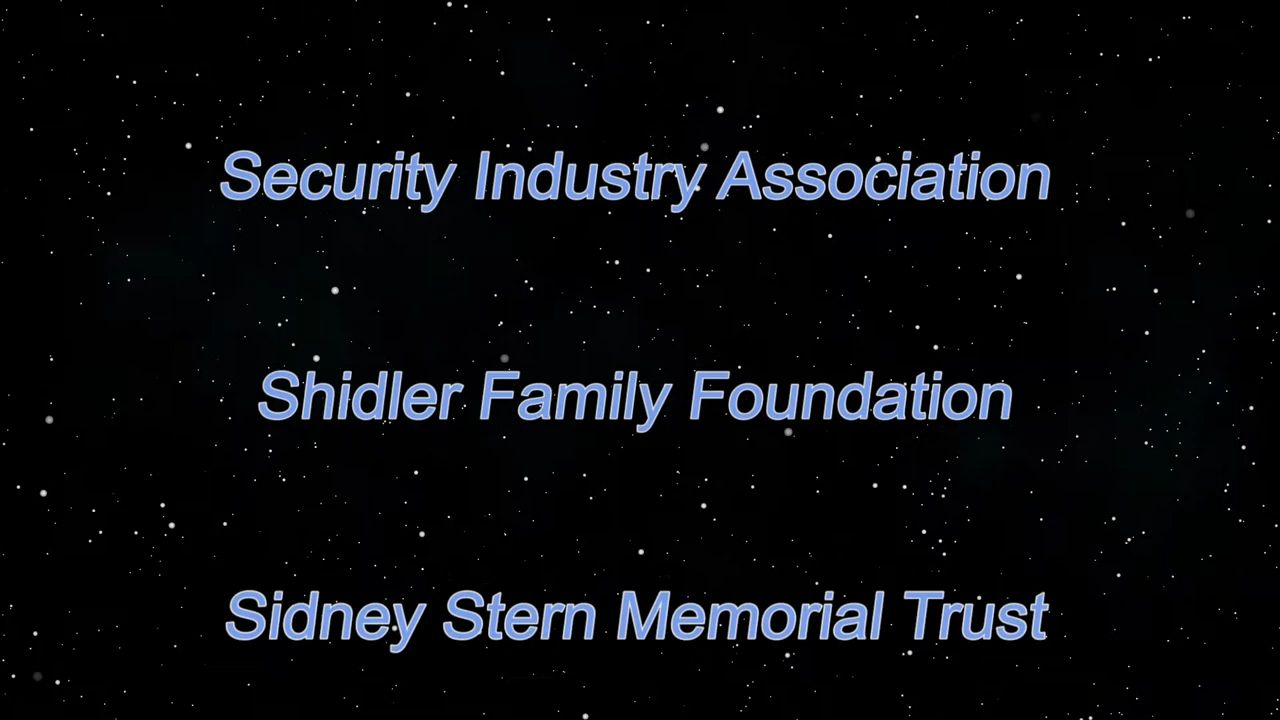 Security Industry Association
Shidler Family Foundation
Sidney Stern Memorial Trust